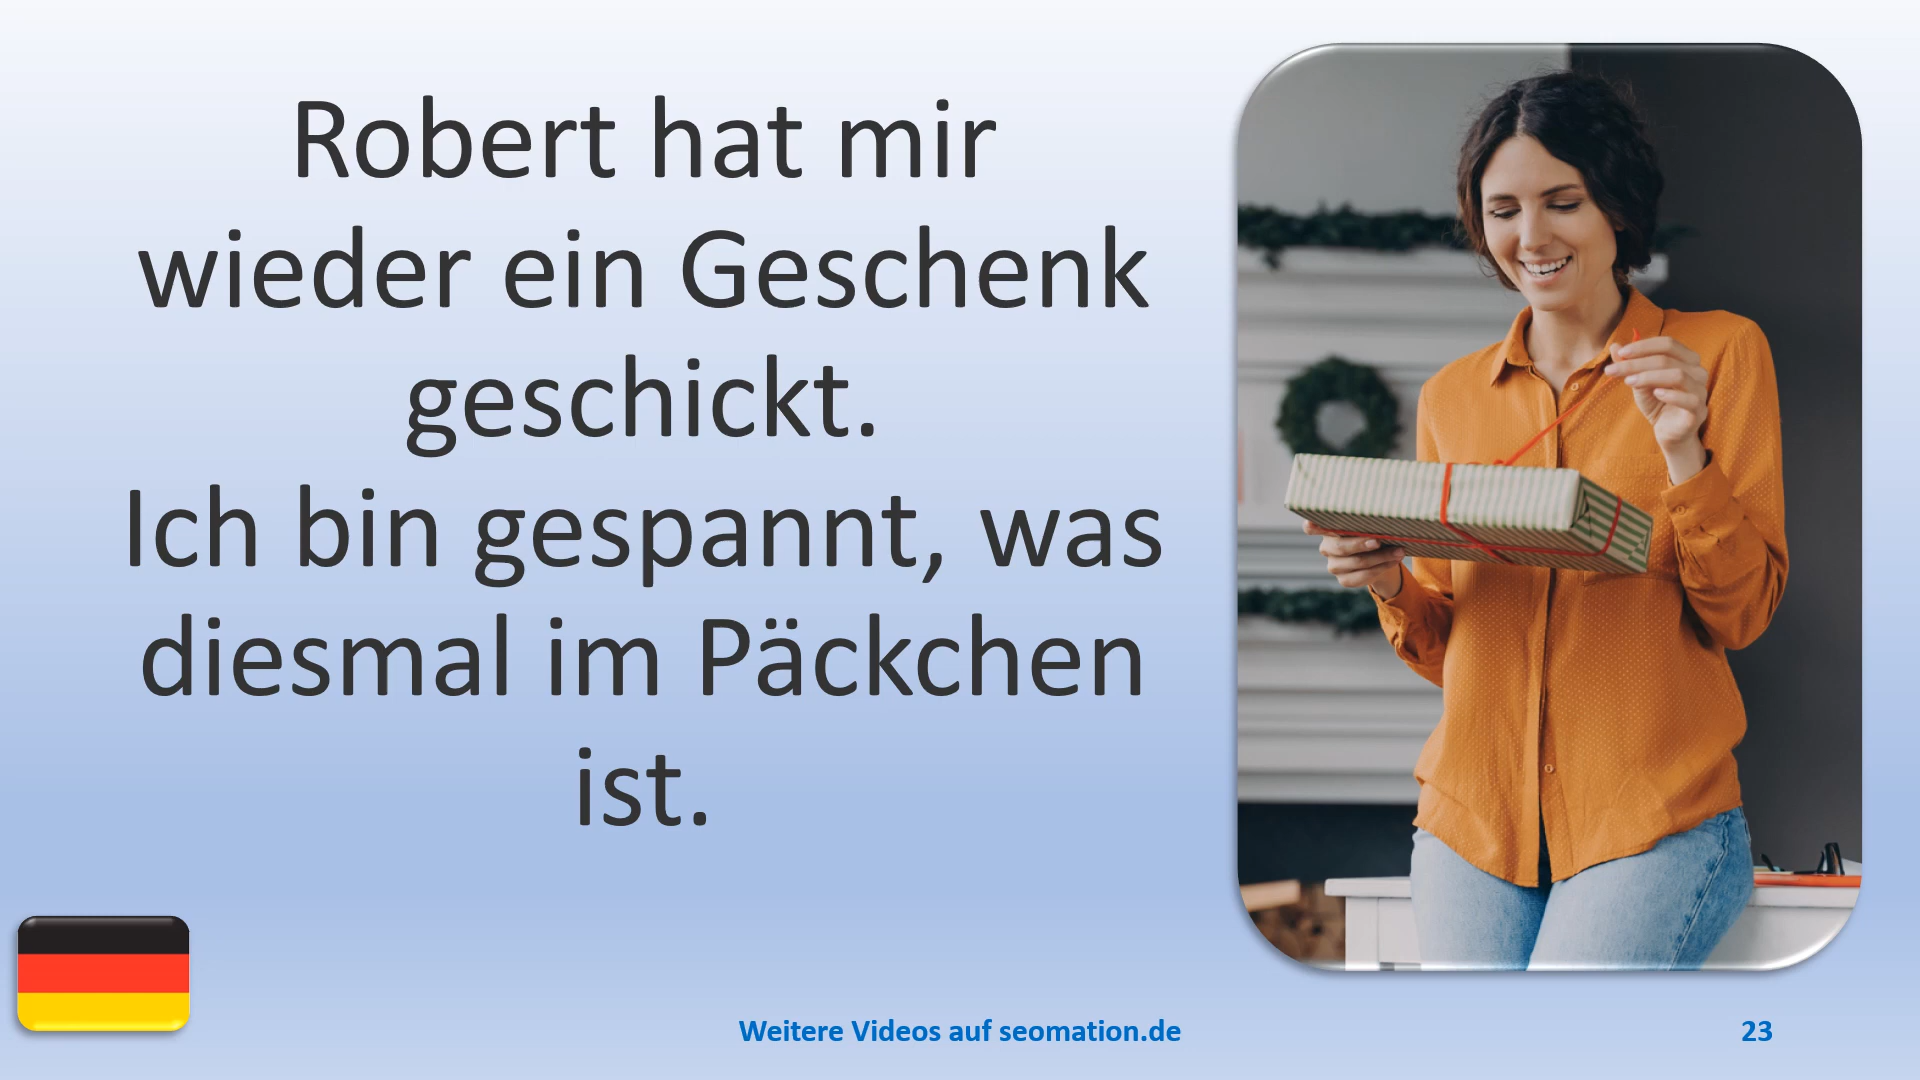 Robert hat mir
wieder ein Geschenk
geschickt.
Ich bin gespannt, was
diesmal im Päckchen
ist.
Weitere Videos auf seomation.de
23